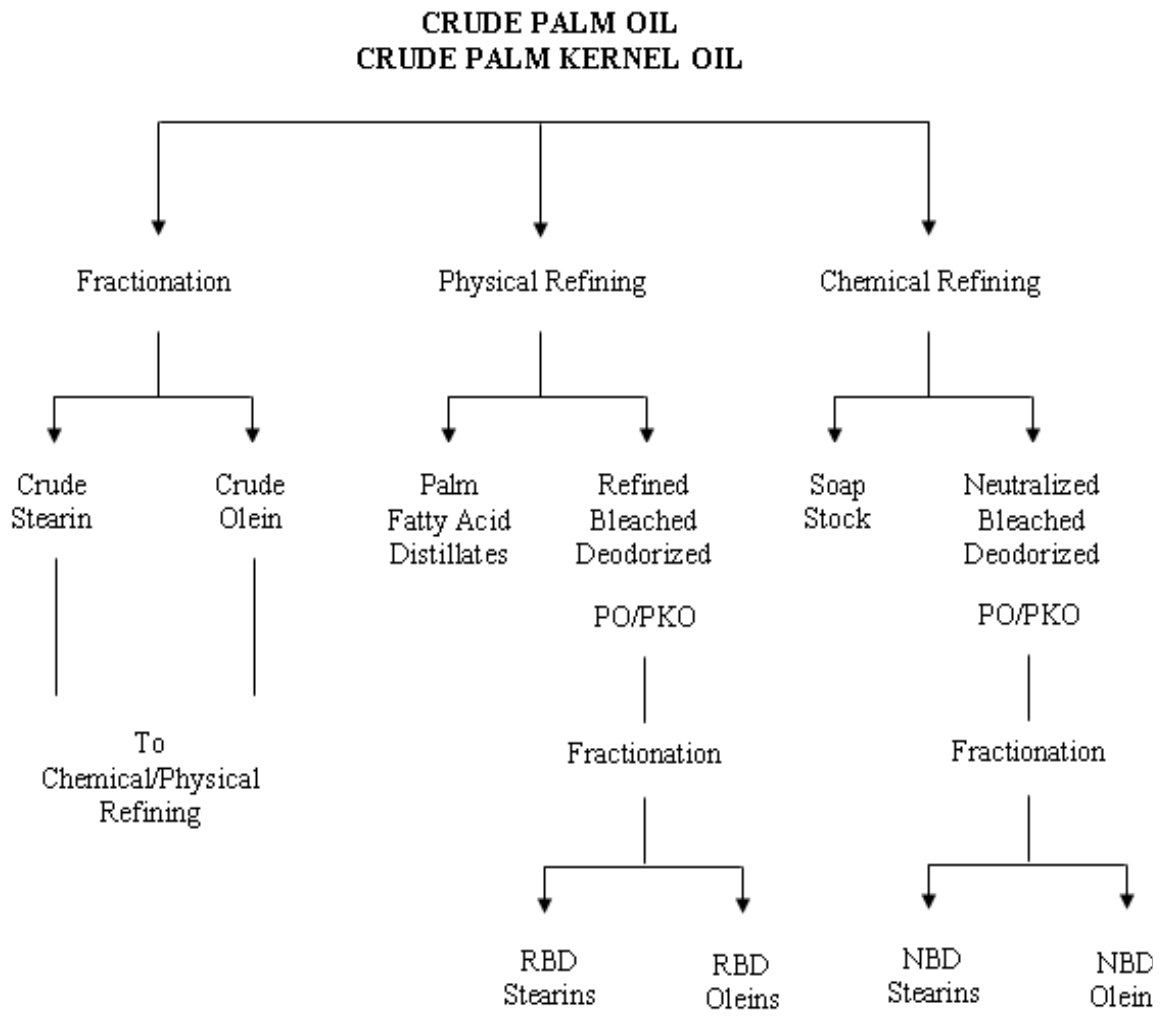 CRUDE PALM OIL
CRUDE PALM KERNEL OIL
Fractionation
Physical Refining
Chemical Refining
Crude
Stearin
Crude
Olein
Palm
Fatty Acid
Distillates
Refined
Bleached
Deodorized
Soap
Stock
Neutralized
Bleached
Deodorized
PO/PKO
PO/PKO
To
Chemical/Physical
Refining
Fractionation
Fractionation
RBD
Stearins
RBD
Oleins
NBD
Stearins
NBD
Olein